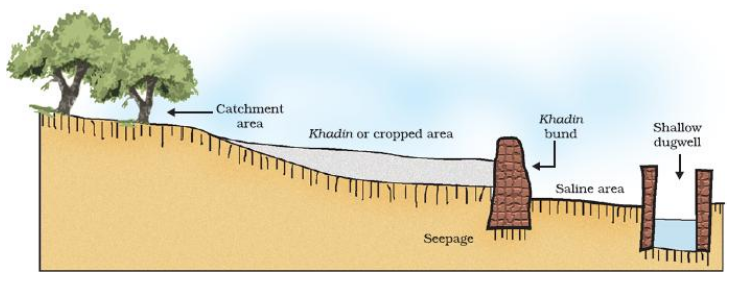 Catchment
area
Khadin or cropped area
Khadin
bund
Shallow
dugwell
Saline area
Seepage